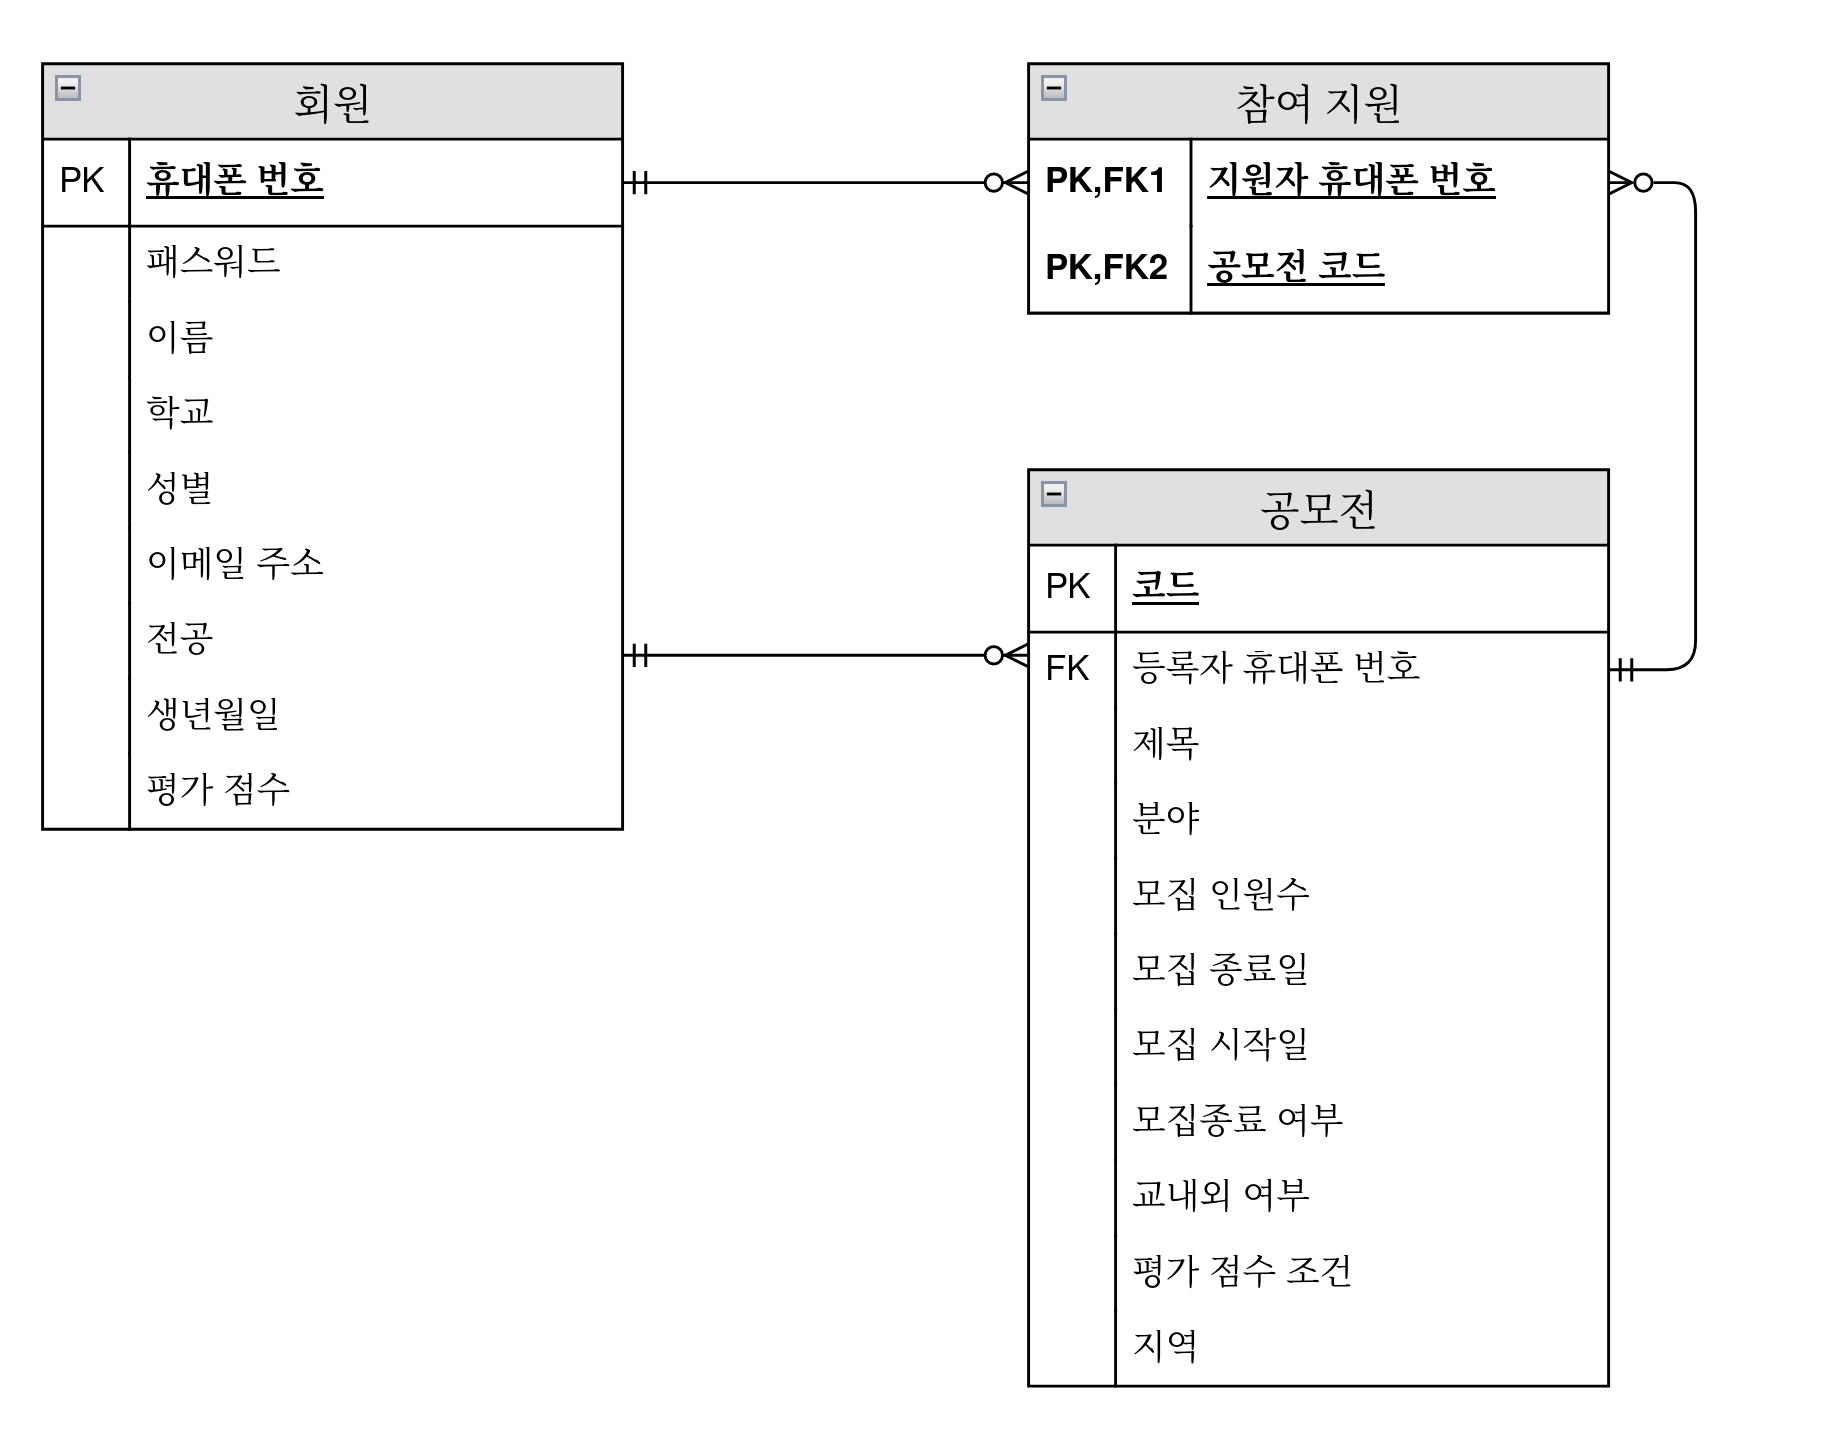 회원
PK 휴대폰 번호
패스워드
이름
학교
성별
이메일 주소
전공
생년월일
평가 점수
참여 지원
PK,FK1 지원자 휴대폰 번호
PK,FK2 공모전 코드
공모전
PK 코드
FK 등록자 휴대폰 번호
제목
분야
모집 인원수
모집 종료일
모집 시작일
모집종료 여부
교내외 여부
평가 점수 조건
지역